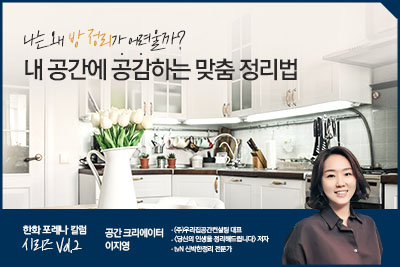 나는 왜 방 정리가 어려울까?
내 공간에 공감하는 맞춤 정리법
한화 포레나 칼럼
시리즈 Vol.2
공간 크리에이터
이지영
- (주)우리집공간컨설팅 대표
- <당신의 인생을 정리해드립니다> 저자
- tvN 신박한정리 전문가